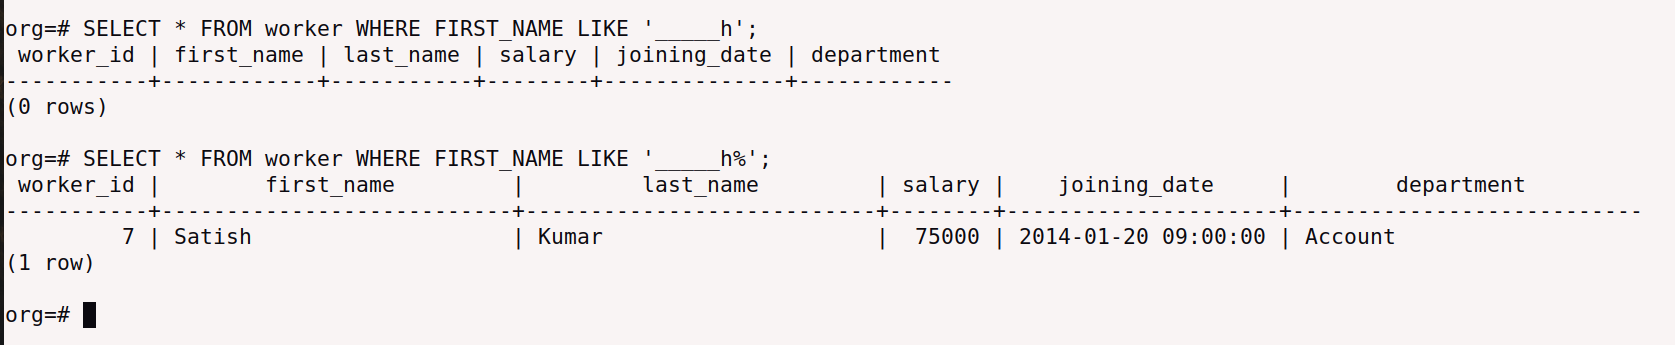 org=# SELECT * FROM worker WHERE FIRST_NAME LIKE '_____h';
 worker_id | first_name | last_name | salary | joining_date | department
-----------+------------+-----------+--------+--------------+------------
(0 rows)

org=# SELECT * FROM worker WHERE FIRST_NAME LIKE '_____h%';
 worker_id |        first_name         |         last_name         | salary |    joining_date     |        department
-----------+---------------------------+---------------------------+--------+---------------------+---------------------------
         7 | Satish                    | Kumar                     |  75000 | 2014-01-20 09:00:00 | Account
(1 row)

org=#